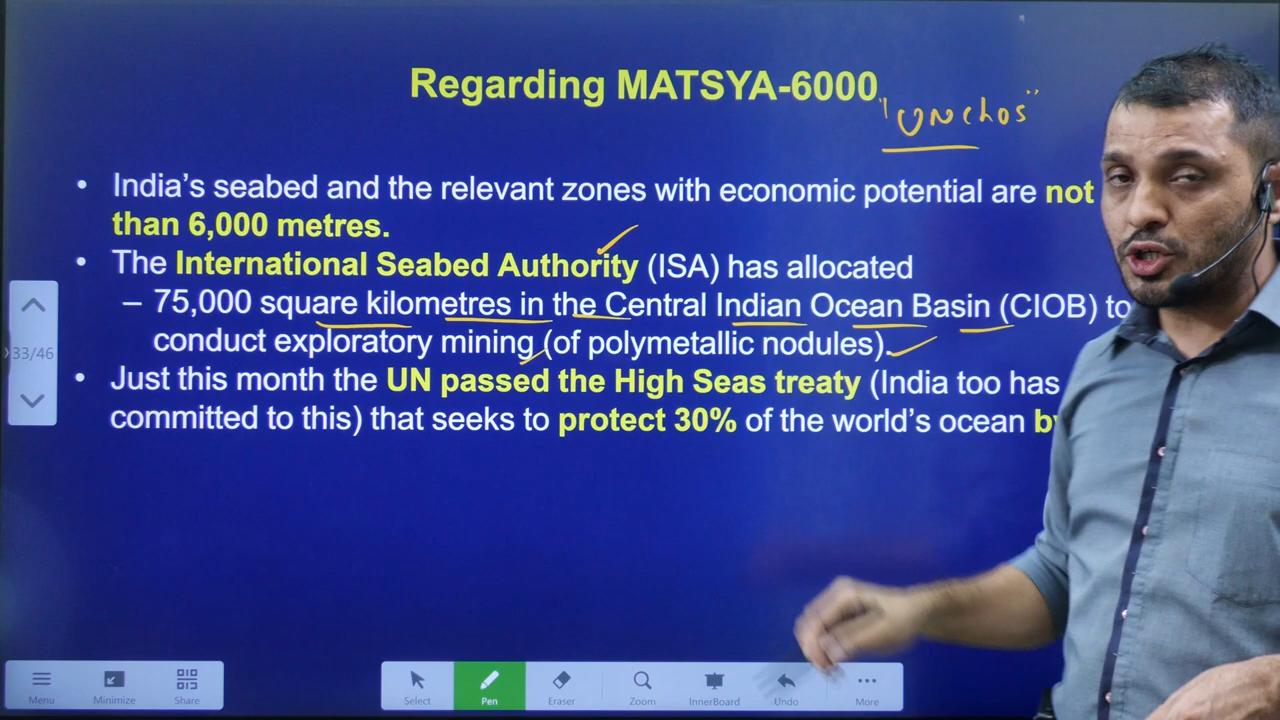 Regarding MATSYA-6000
"UNCLOS"
• India's seabed and the relevant zones with economic potential are not
than 6,000 metres.
• The International Seabed Authority (ISA) has allocated
– 75,000 square kilometres in the Central Indian Ocean Basin (CIOB) to
conduct exploratory mining (of polymetallic nodules).
• Just this month the UN passed the High Seas treaty (India too has
committed to this) that seeks to protect 30% of the world's ocean
33/46
Menu Minimize Share Select Pen Eraser Zoom InnerBoard Undo More